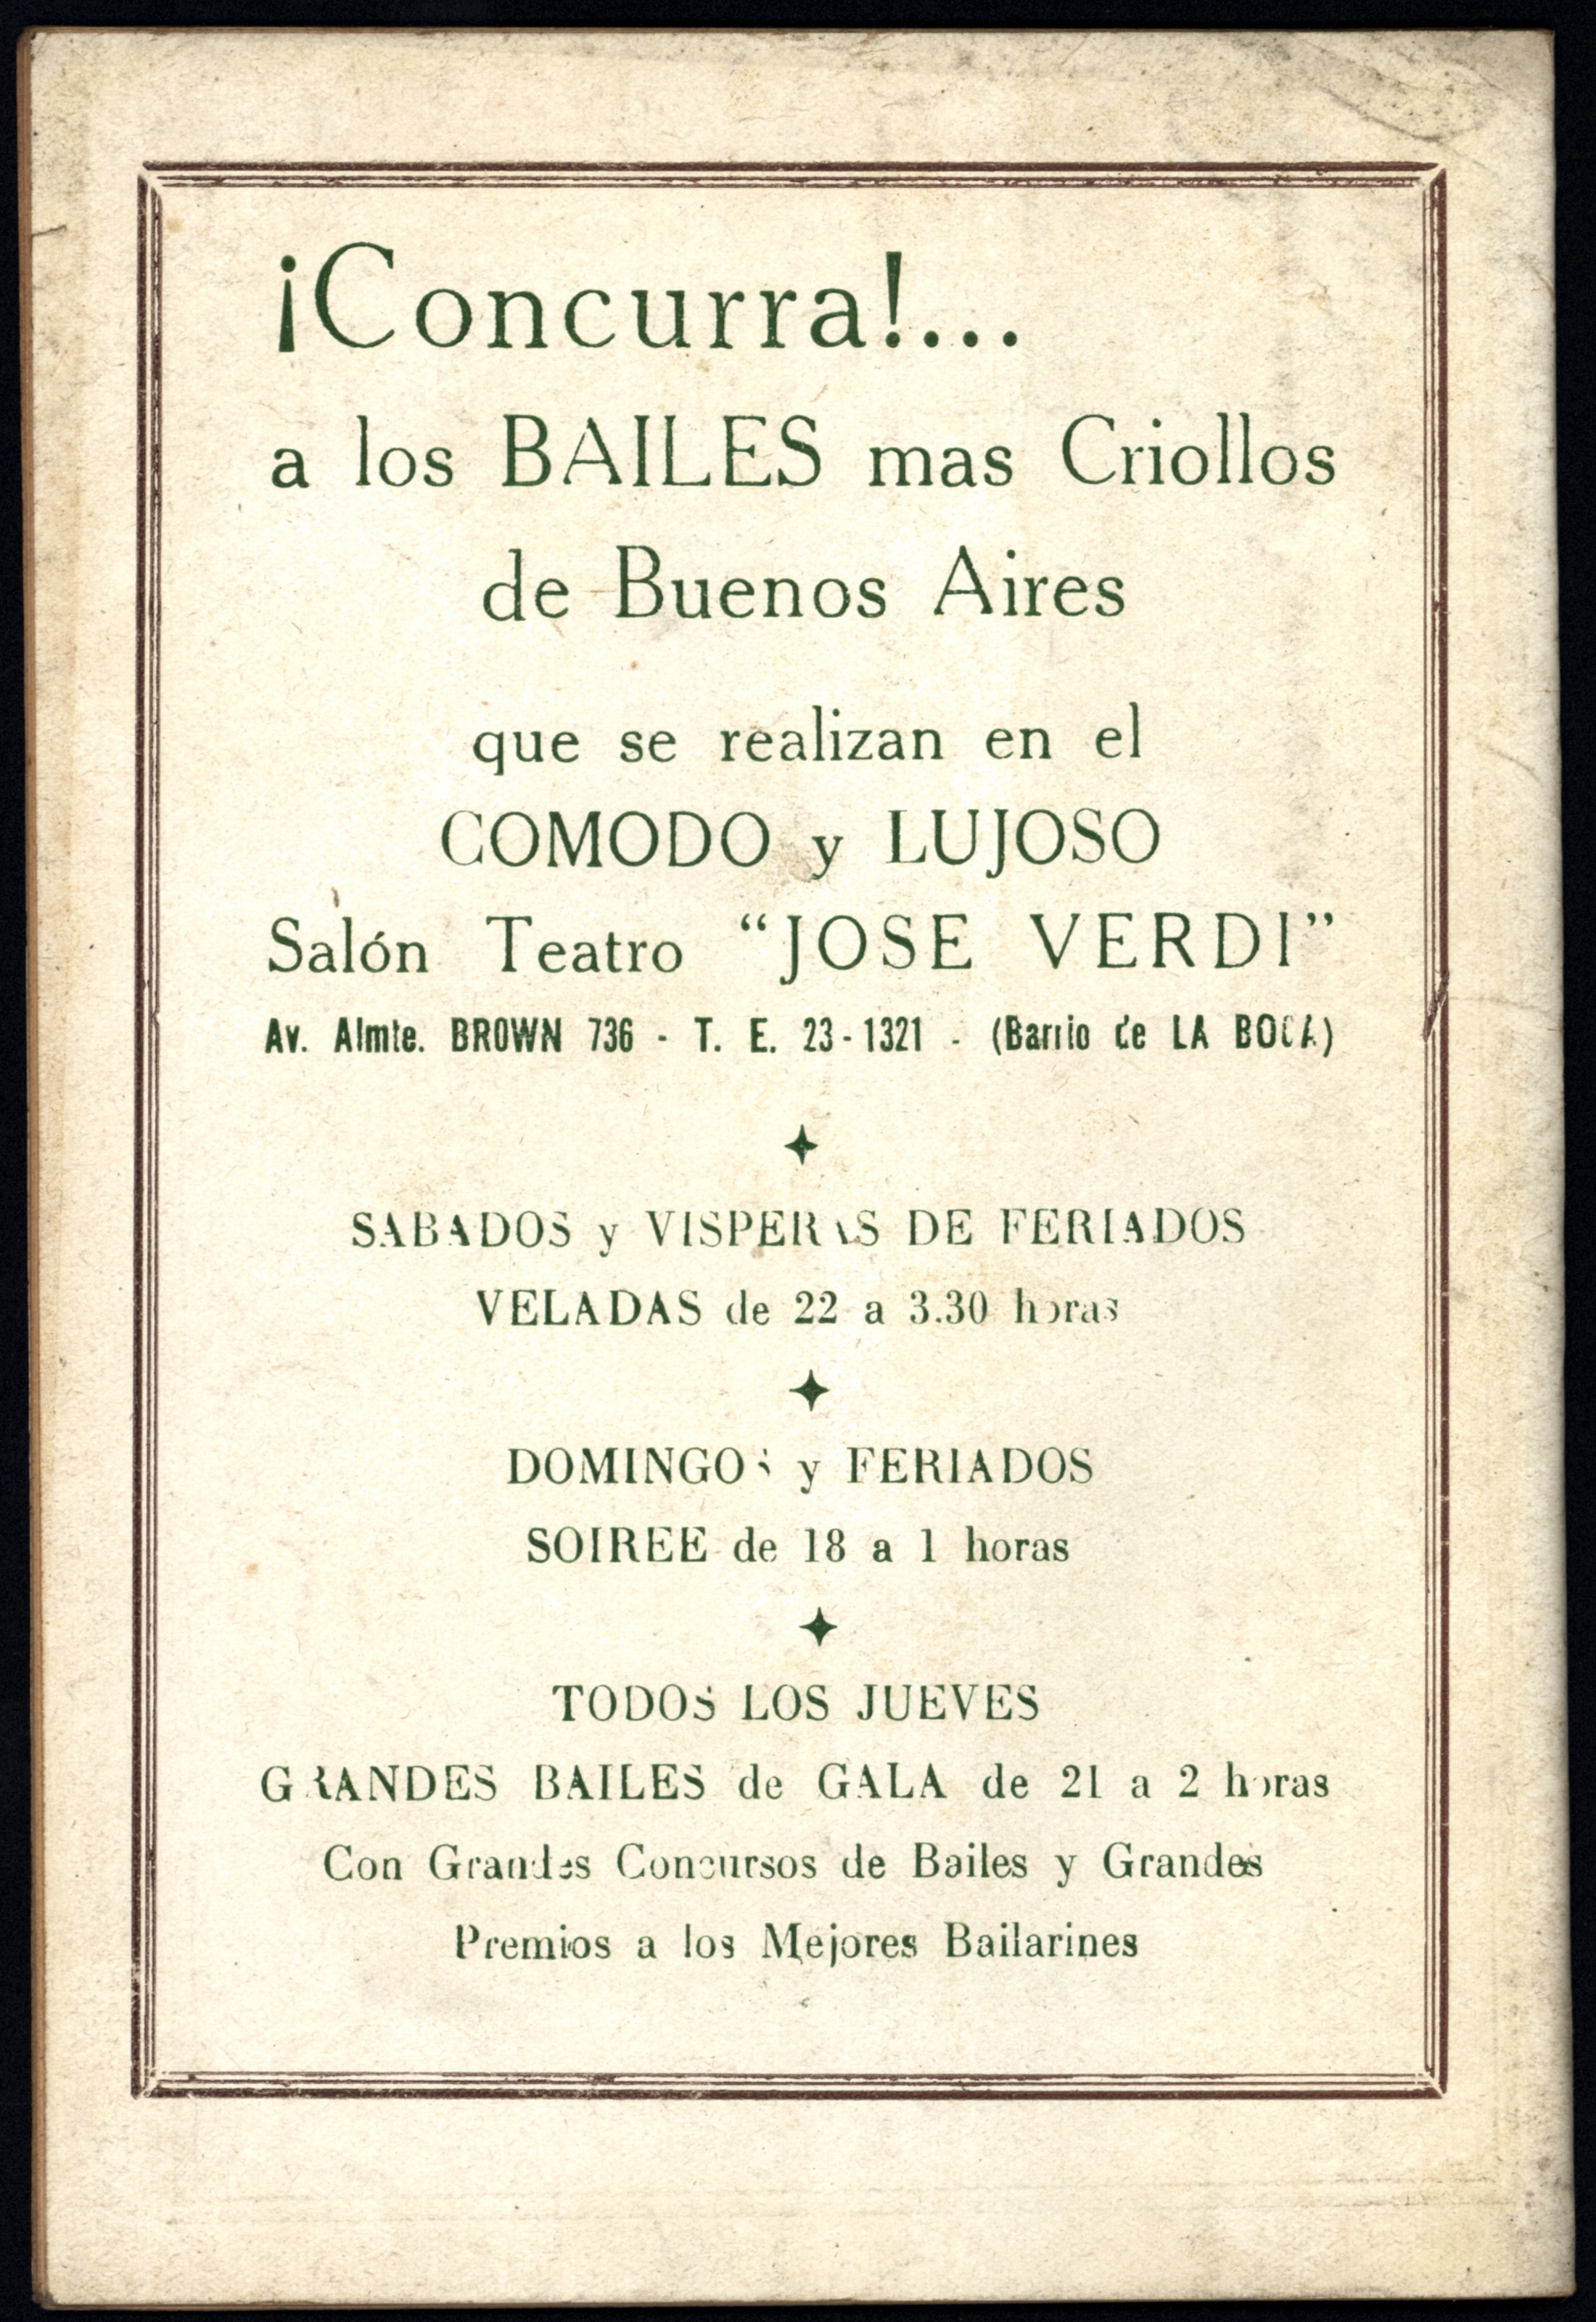 ¡Concurra!...
a los BAILES mas Criollos
de Buenos Aires
que se realizan en el
COMODO y LUJOSO
Salón Teatro “JOSE VERDI”
Av. Almte. BROWN 736 - T. E. 23-1321 - (Barrio de LA BOCA)
SABADOS y VISPERAS DE FERIADOS
VELADAS de 22 a 3.30 horas
DOMINGOS y FERIADOS
SOIREE de 18 a 1 horas
TODOS LOS JUEVES
GRANDES BAILES de GALA de 21 a 2 horas
Con Grandes Concursos de Bailes y Grandes
Premios a los Mejores Bailarines